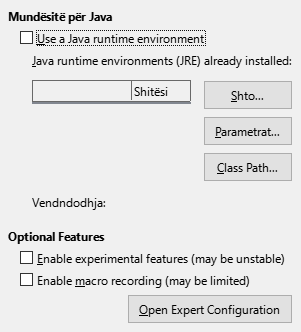 Mundësitë për Java
Use a Java runtime environment
Java runtime environments (JRE) already installed:
Shitësi
Shto...
Parametrat...
Class Path...
Vendndodhja:
Optional Features
Enable experimental features (may be unstable)
Enable macro recording (may be limited)
Open Expert Configuration